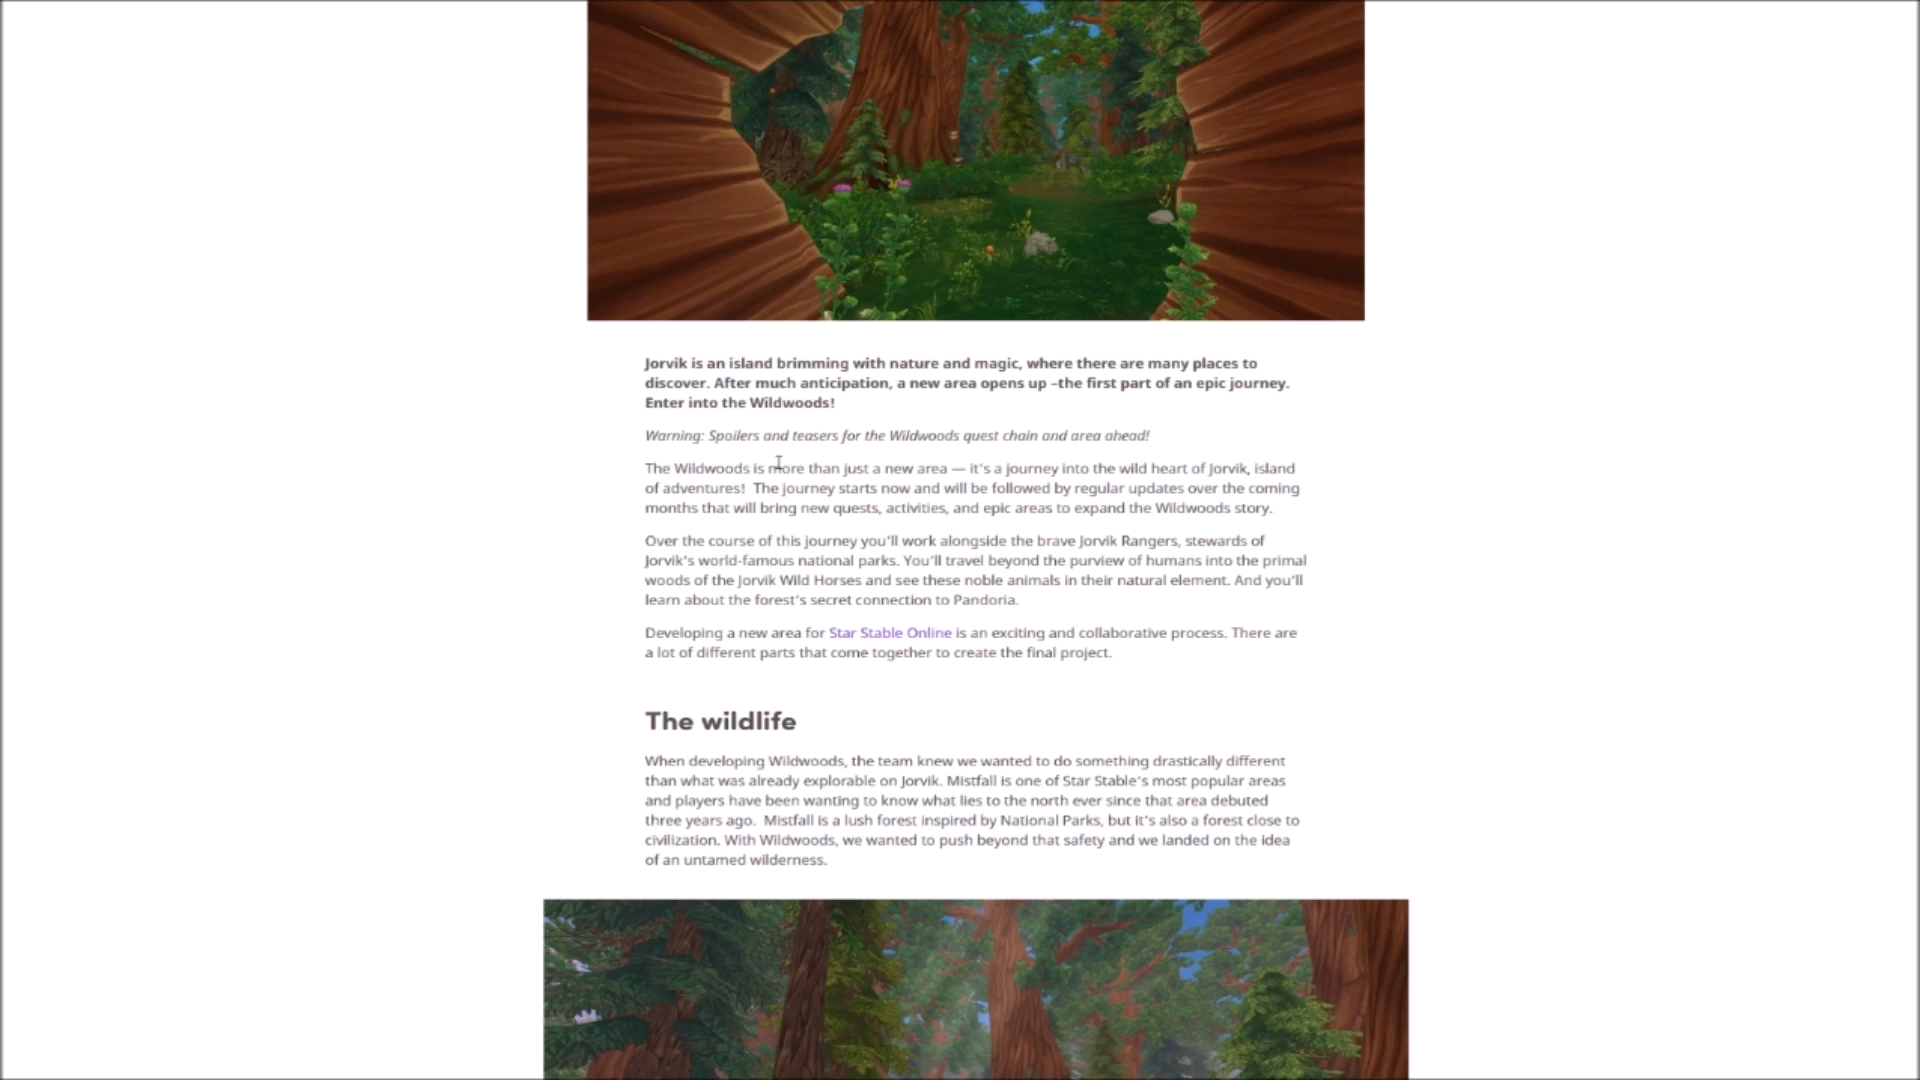 Jorvik is an island brimming with nature and magic, where there are many places to
discover. After much anticipation, a new area opens up –the first part of an epic journey.
Enter into the Wildwoods!
Warning: Spoilers and teasers for the Wildwoods quest chain and area ahead!
The Wildwoods is more than just a new area — it's a journey into the wild heart of Jorvik, island
of adventures!  The journey starts now and will be followed by regular updates over the coming
months that will bring new quests, activities, and epic areas to expand the Wildwoods story.
Over the course of this journey you'll work alongside the brave Jorvik Rangers, stewards of
Jorvik's world-famous national parks. You'll travel beyond the purview of humans into the primal
woods of the Jorvik Wild Horses and see these noble animals in their natural element. And you'll
learn about the forest's secret connection to Pandoria.
Developing a new area for Star Stable Online is an exciting and collaborative process. There are
a lot of different parts that come together to create the final project.
The wildlife
When developing Wildwoods, the team knew we wanted to do something drastically different
than what was already explorable on Jorvik. Mistfall is one of Star Stable's most popular areas
and players have been wanting to know what lies to the north ever since that area debuted
three years ago.  Mistfall is a lush forest inspired by National Parks, but it's also a forest close to
civilization. With Wildwoods, we wanted to push beyond that safety and we landed on the idea
of an untamed wilderness.